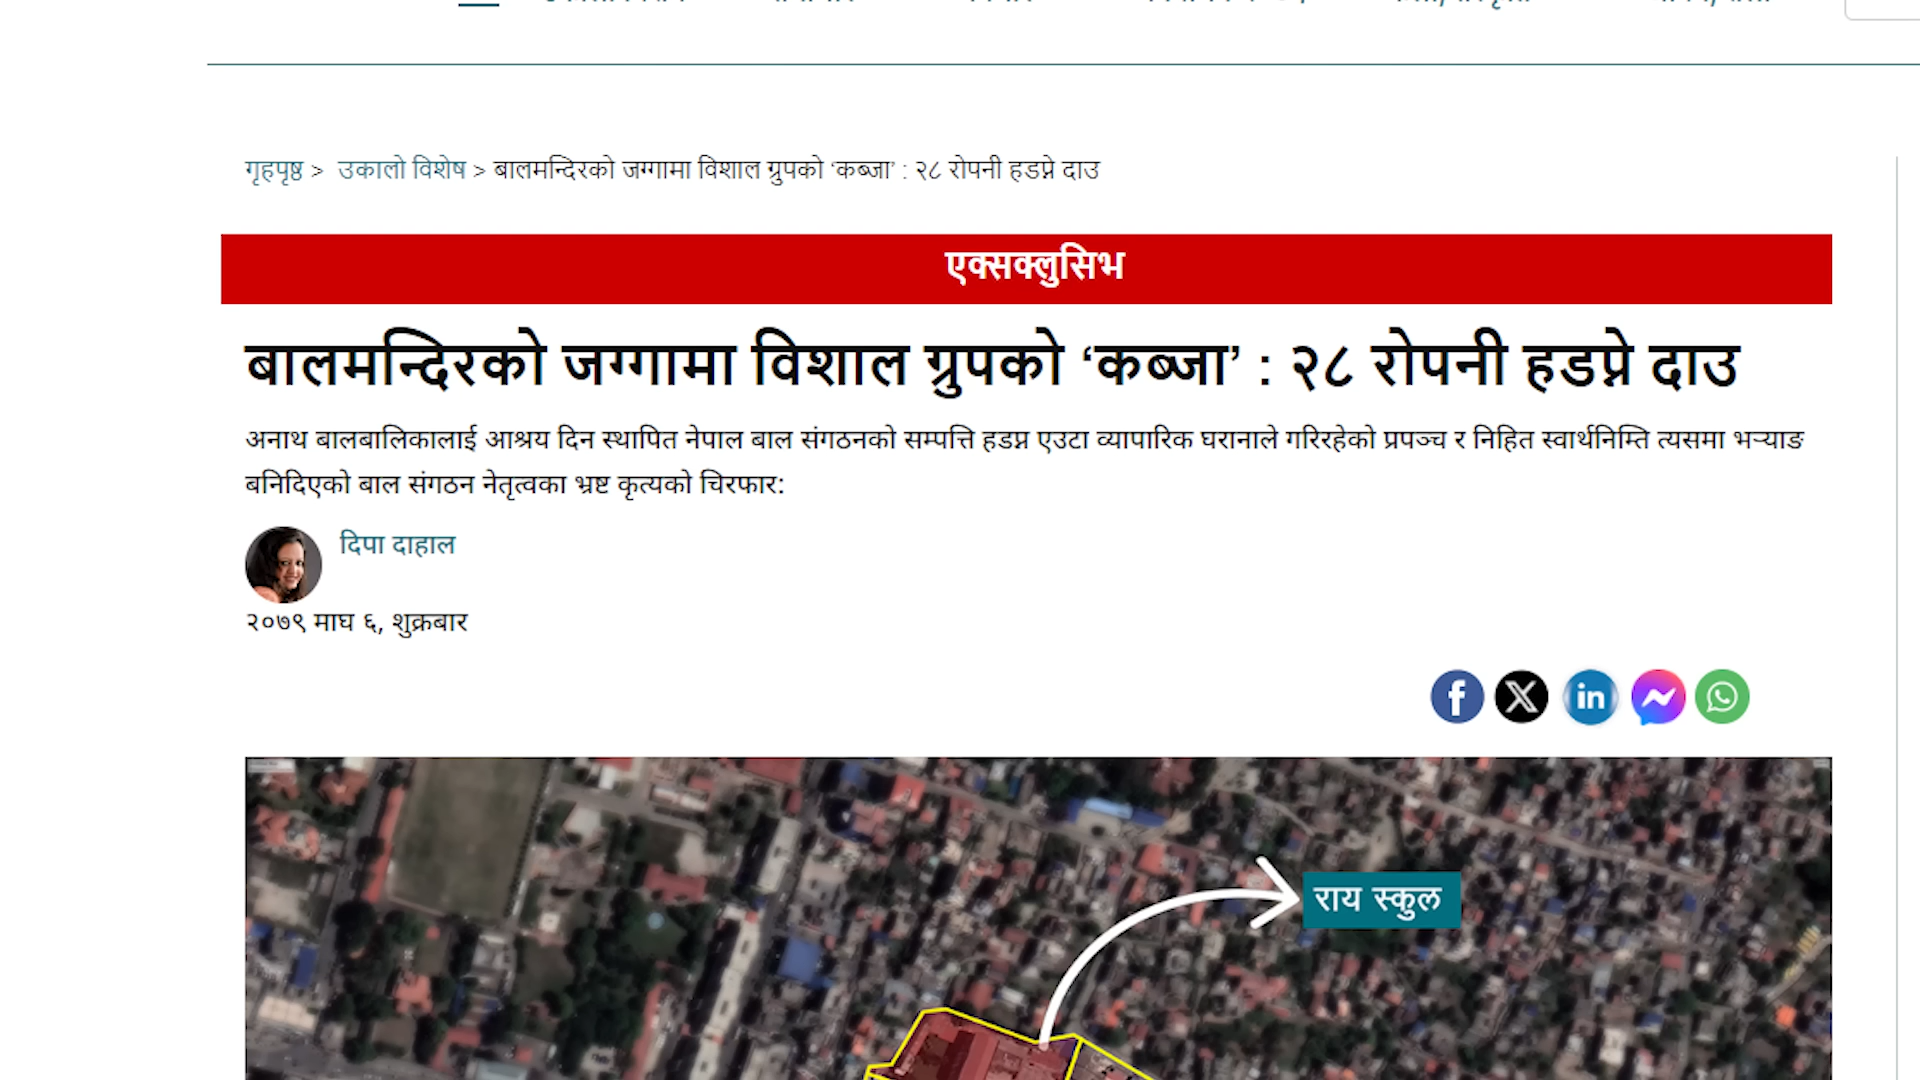 गृहपृष्ठ > उकालो विशेष > बालमन्दिरको जग्गामा विशाल ग्रुपको ‘कब्जा’ : २८ रोपनी हडप्ने दाउ
एक्सक्लुसिभ
बालमन्दिरको जग्गामा विशाल ग्रुपको ‘कब्जा’ : २८ रोपनी हडप्ने दाउ
अनाथ बालबालिकालाई आश्रय दिन स्थापित नेपाल बाल संगठनको सम्पत्ति हडप्न एउटा व्यापारिक घरानाले गरिरहेको प्रपञ्च र निहित स्वार्थनिम्ति त्यसमा भर्‍याङ
बनिदिएको बाल संगठन नेतृत्वका भ्रष्ट कृत्यको चिरफार:
दिपा दाहाल
२०७९ माघ ६, शुक्रबार
राय स्कुल